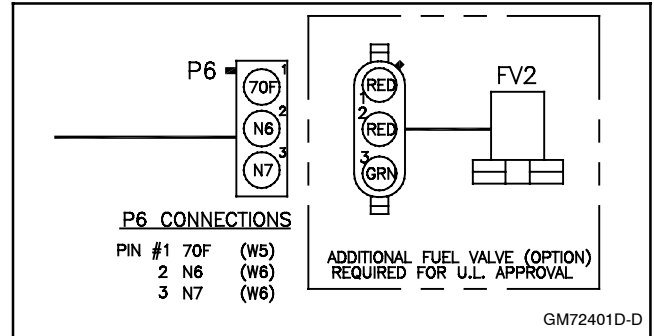 P6
70F
1
N6
2
N7
3
P6 CONNECTIONS
PIN #1 70F (W5)
2 N6 (W6)
3 N7 (W6)
RED
1
RED
2
GRN
3
FV2
ADDITIONAL FUEL VALVE (OPTION)
REQUIRED FOR U.L. APPROVAL
GM72401D-D